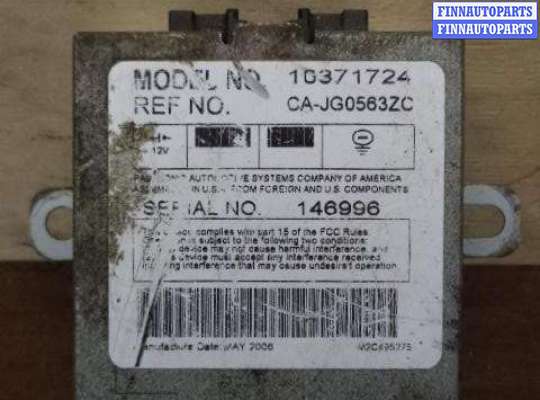 FINNAUTOPARTS
FINNAUTOPARTS
MODEL NO. 10371724
REF NO. CA-JG0563ZC
12V
AUTOMOTIVE SYSTEMS COMPANY OF AMERICA
IN U.S.A. FROM FOREIGN AND U.S. COMPONENTS
SERIAL NO. 146996
complies with part 15 of the FCC Rules
is subject to the following two conditions:
device may not cause harmful interference, and
device must accept any interference received
interference that may cause undesired operation
Manufacture Date: MAY 2006